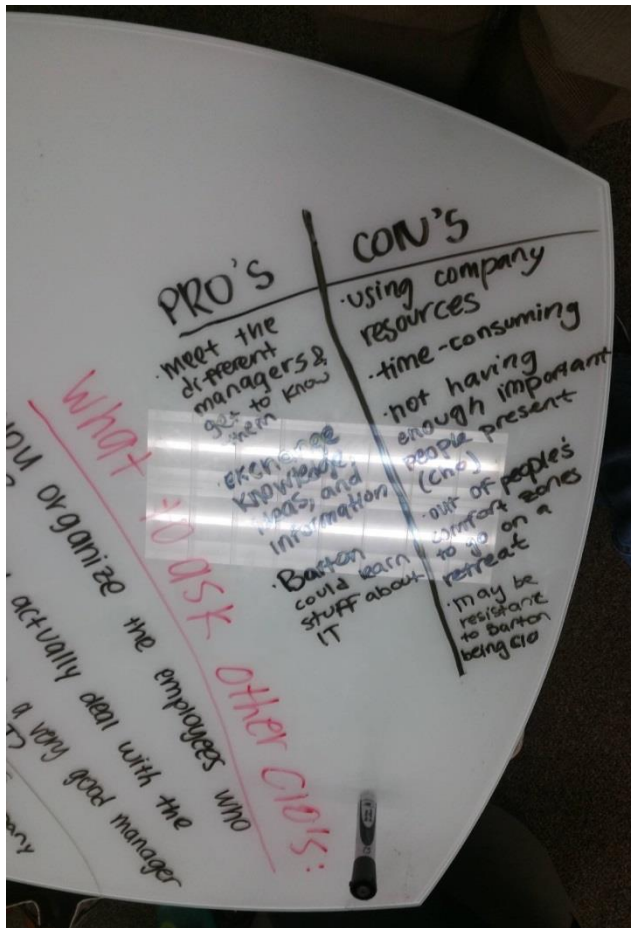 PRO'S
· meet the
different
managers &
get to know
them
· exchange
knowledge,
ideas, and
information
· Barton
could learn
stuff about
IT
CON'S
· using company
resources
· time-consuming
· not having
enough important
people present
(CIO)
· out of people's
comfort zones
to go on a
retreat
· may be
resistant
to Barton
being CIO
What to ask other CIO's:
you organize the employees who
actually deal with the
a very good manager